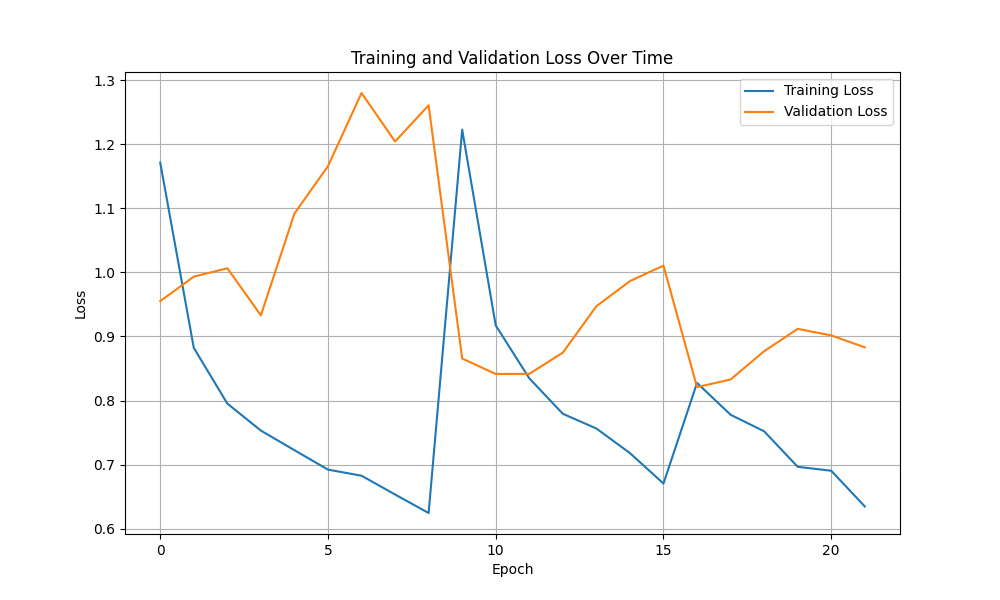 Training and Validation Loss Over Time
Training Loss
Validation Loss
Loss
1.3
1.2
1.1
1.0
0.9
0.8
0.7
0.6
0
5
10
15
20
Epoch